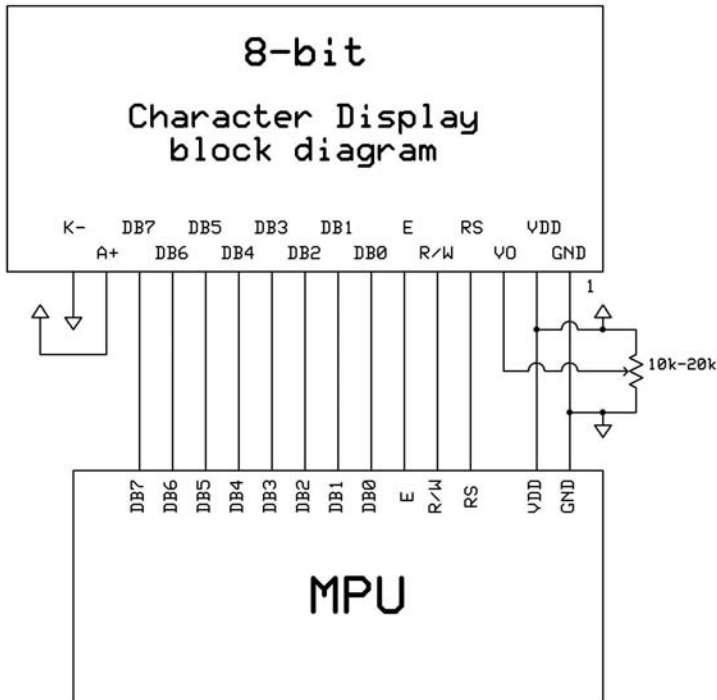 8-bit
Character Display
block diagram
K- DB7 DB5 DB3 DB1 E RS VDD
A+ DB6 DB4 DB2 DB0 R/W VO GND
1
10k-20k
DB7 DB6 DB5 DB4 DB3 DB2 DB1 DB0 E R/W RS VDD GND
MPU